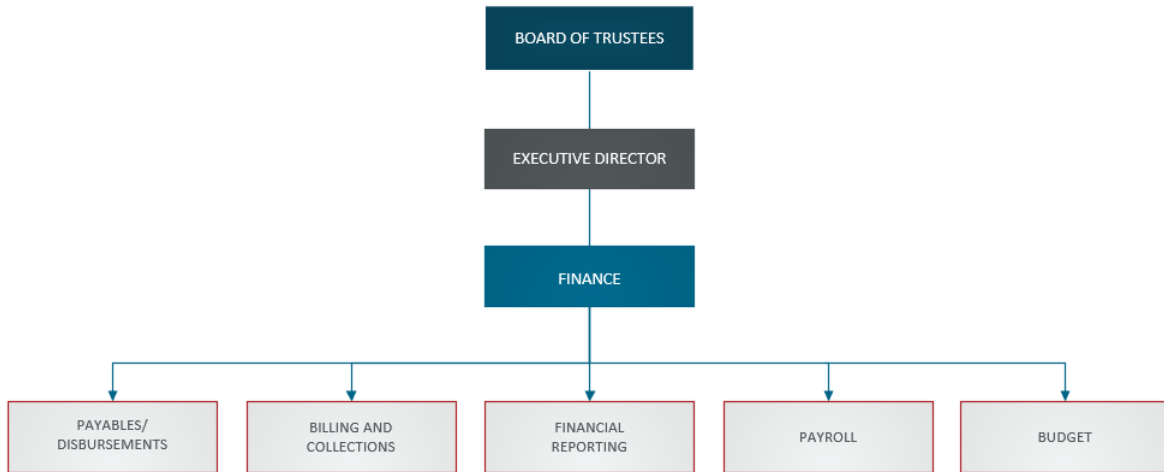 BOARD OF TRUSTEES
EXECUTIVE DIRECTOR
FINANCE
PAYABLES/
DISBURSEMENTS
BILLING AND
COLLECTIONS
FINANCIAL
REPORTING
PAYROLL
BUDGET